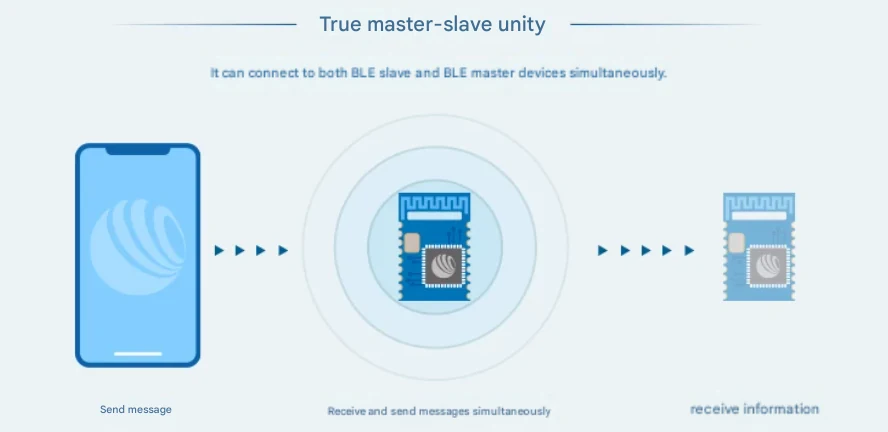 True master-slave unity
It can connect to both BLE slave and BLE master devices simultaneously.
Send message
Receive and send messages simultaneously
receive information